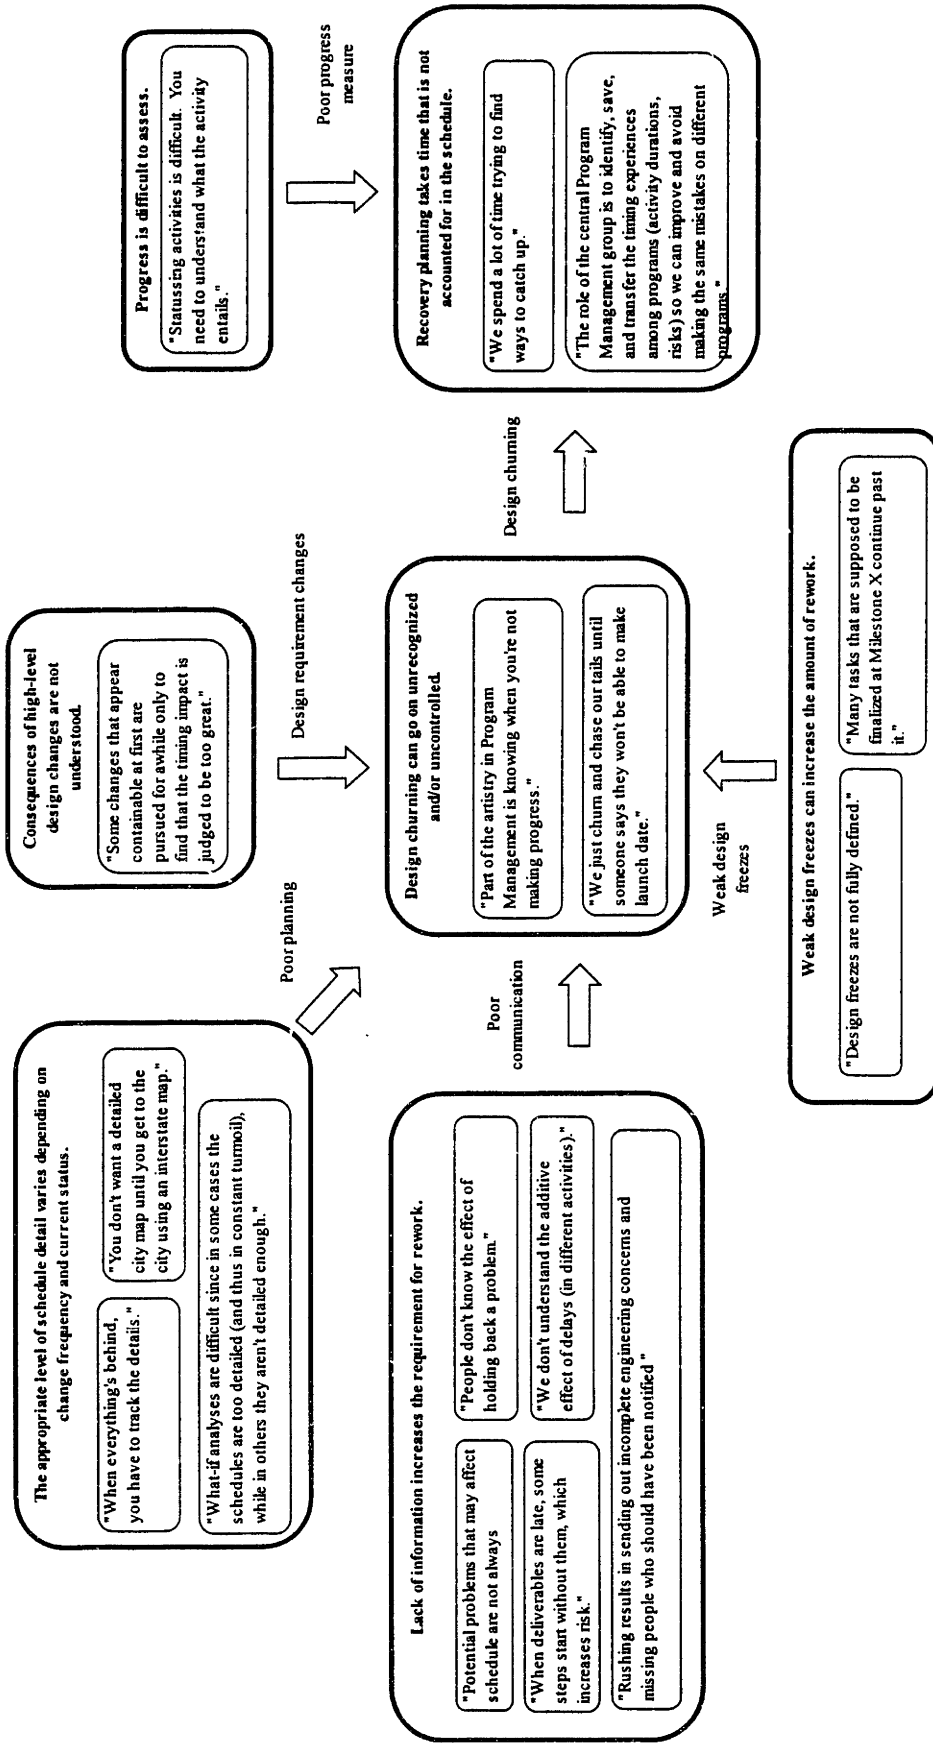 The appropriate level of schedule detail varies depending on
change frequency and current status.
"When everything's behind,
you have to track the details."
"You don't want a detailed
city map until you get to the
city using an interstate map."
"What-if analyses are difficult since in some cases the
schedules are too detailed (and thus in constant turmoil),
while in others they aren't detailed enough."
Poor planning
Consequences of high-level
design changes are not
understood.
"Some changes that appear
containable at first are
pursued for awhile only to
find that the timing impact is
judged to be too great."
Design requirement changes
Progress is difficult to assess.
"Statussing activities is difficult.  You
need to understand what the activity
entails."
Poor progress
measure
Lack of information increases the requirement for rework.
"Potential problems that may affect
schedule are not always
"People don't know the effect of
holding back a problem."
"When deliverables are late, some
steps start without them, which
increases risk."
"We don't understand the additive
effect of delays (in different activities)."
"Rushing results in sending out incomplete engineering concerns and
missing people who should have been notified"
Poor
communication
Design churning can go on unrecognized
and/or uncontrolled.
"Part of the artistry in Program
Management is knowing when you're not
making progress."
"We just churn and chase our tails until
someone says they won't be able to make
launch date."
Design churning
Recovery planning takes time that is not
accounted for in the schedule.
"We spend a lot of time trying to find
ways to catch up."
"The role of the central Program
Management group is to identify, save,
and transfer the timing experiences
among programs (activity durations,
risks) so we can improve and avoid
making the same mistakes on different
programs."
Weak design
freezes
Weak design freezes can increase the amount of rework.
"Design freezes are not fully defined."
"Many tasks that are supposed to be
finalized at Milestone X continue past
it."